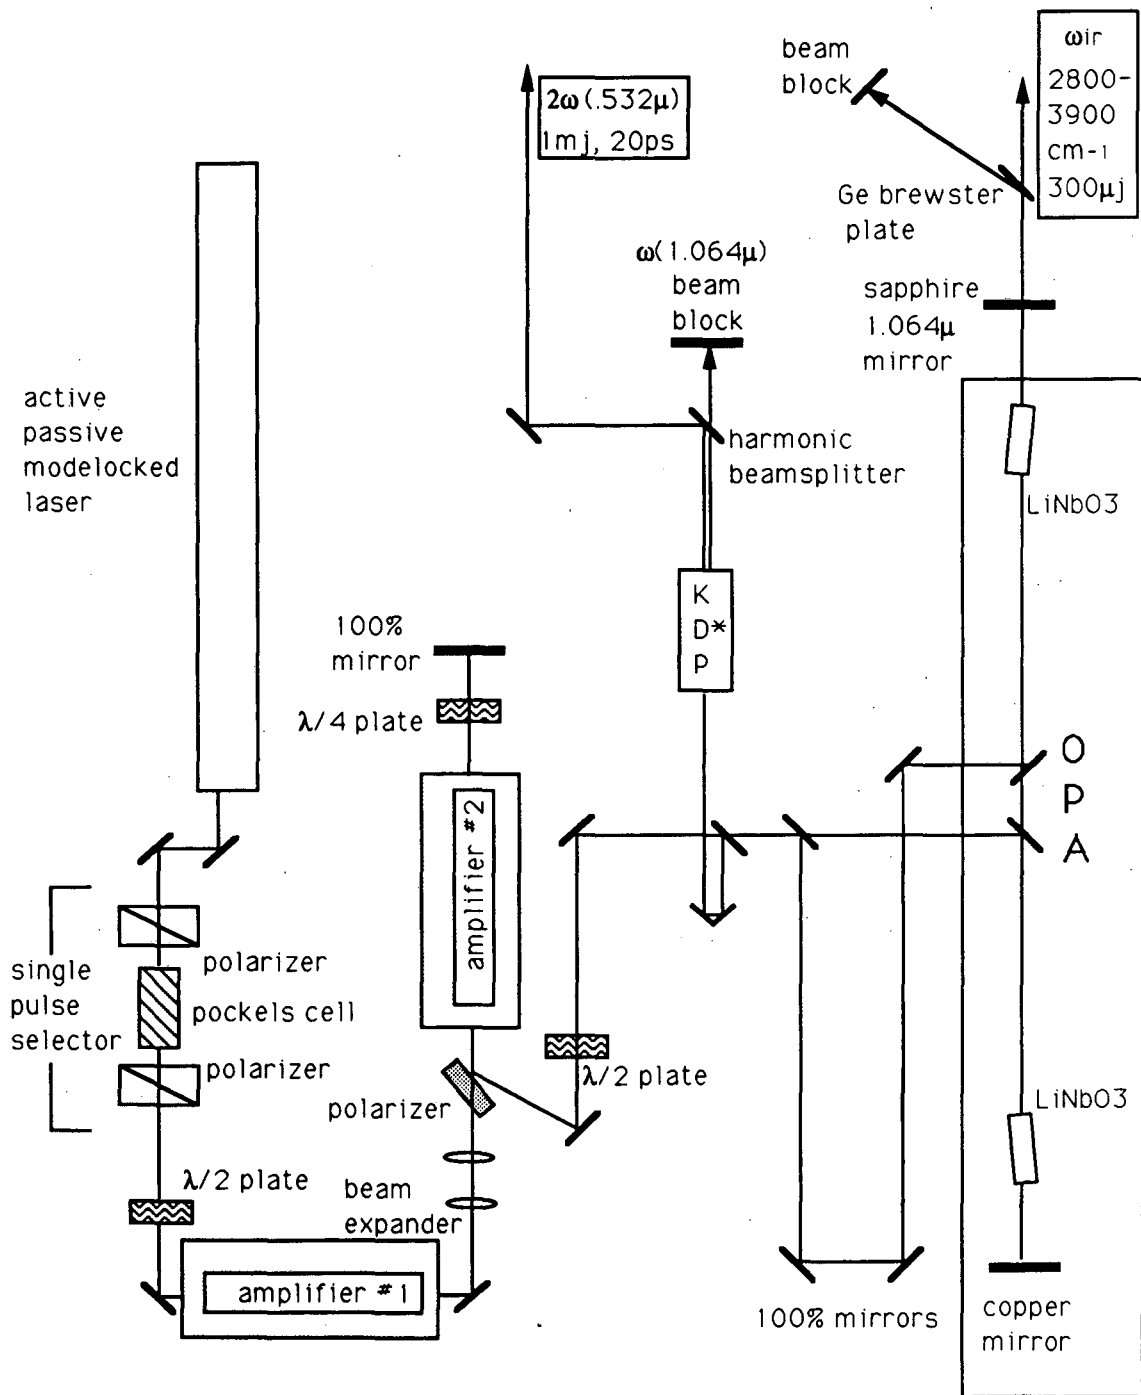 beam
block
ωir
2800-
3900
cm-1
300μj
2ω(.532μ)
1mj, 20ps
Ge brewster
plate
ω(1.064μ)
beam
block
sapphire
1.064μ
mirror
active
passive
modelocked
laser
harmonic
beamsplitter
LiNbO3
K
D*
P
100%
mirror
λ/4 plate
O
P
A
amplifier #2
single
pulse
selector
polarizer
pockels cell
polarizer
λ/2 plate
polarizer
LiNbO3
λ/2 plate
beam
expander
amplifier #1
100% mirrors
copper
mirror